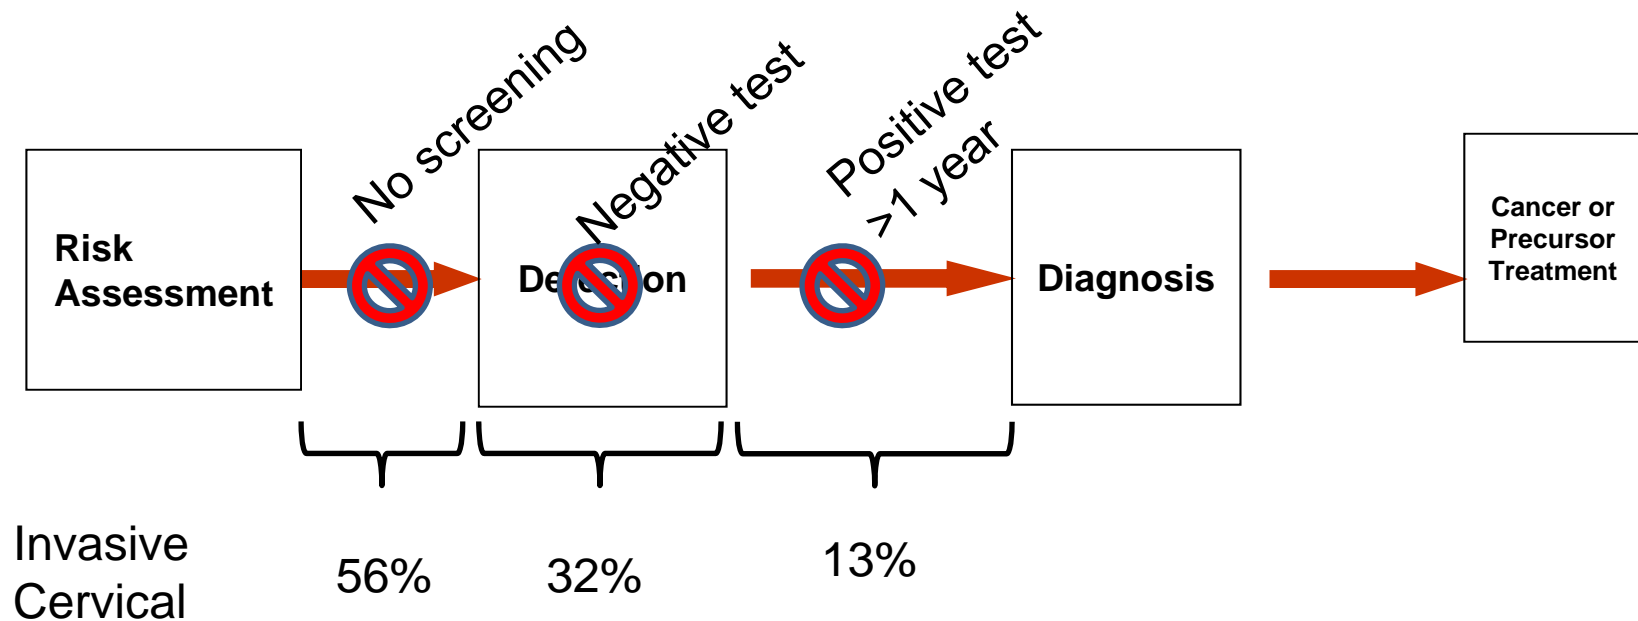 No screening
Negative test
Positive test
>1 year
Risk
Assessment
Detection
Diagnosis
Cancer or
Precursor
Treatment
Invasive
Cervical
56%
32%
13%